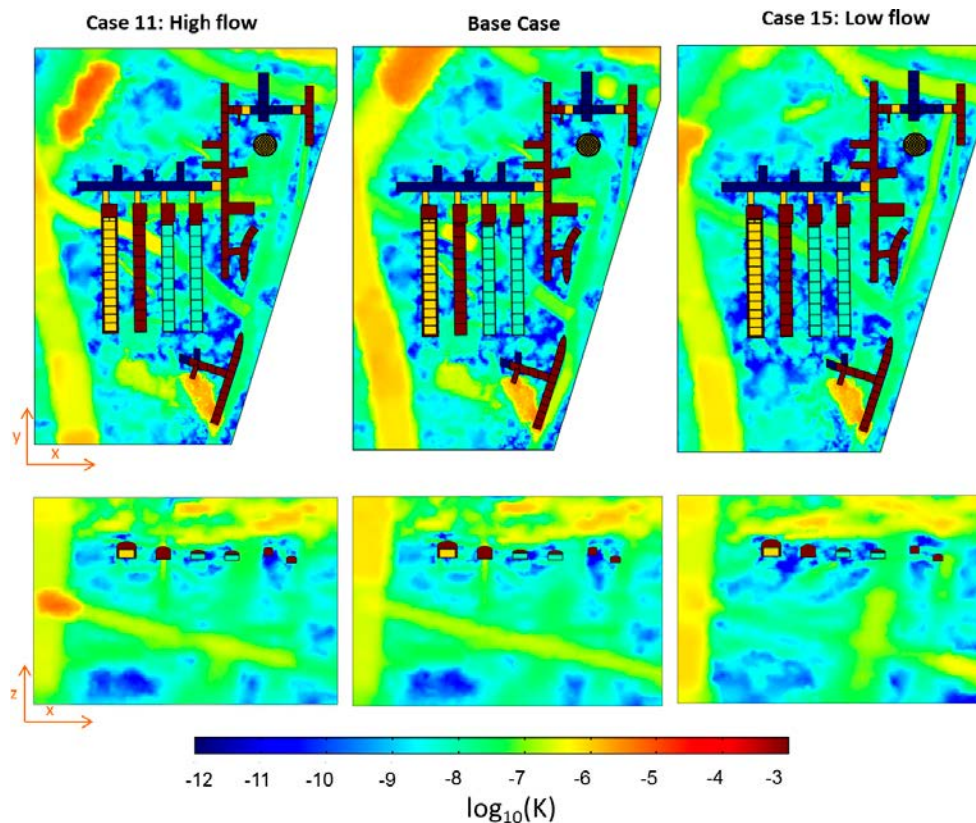 Case 11: High flow Base Case Case 15: Low flow
y
x
z
x
-12 -11 -10 -9 -8 -7 -6 -5 -4 -3
log₁₀(K)